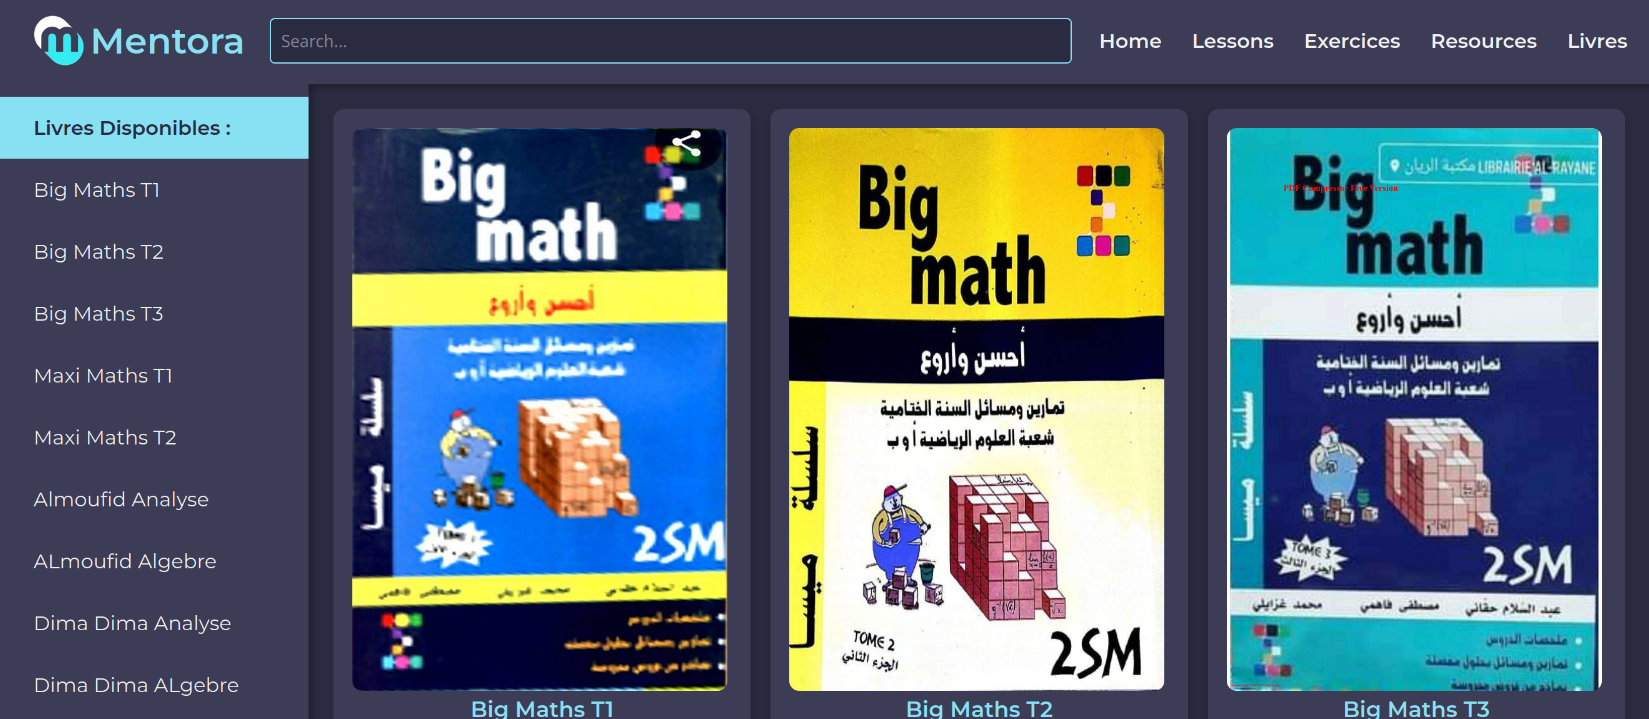 Mentora
Search...
Home
Lessons
Exercices
Resources
Livres
Livres Disponibles :
Big Maths T1
Big Maths T2
Big Maths T3
Maxi Maths T1
Maxi Maths T2
Almoufid Analyse
ALmoufid Algebre
Dima Dima Analyse
Dima Dima ALgebre
Big
math
أحسن وأروع
تمارين ومسائل السنة الختامية
شعبة العلوم الرياضية أ و ب
سلسلة ميسا
2SM
ملخصات الدروس
Big Maths T1
Big
math
أحسن وأروع
تمارين ومسائل السنة الختامية
شعبة العلوم الرياضية أ و ب
سلسلة ميسا
TOME 2
الجزء الثاني
2SM
Big Maths T2
مكتبة الريان LIBRAIRIE AL-RAYANE
PDF Compressor Free Version
Big
math
أحسن وأروع
تمارين ومسائل السنة الختامية
شعبة العلوم الرياضية أ و ب
سلسلة ميسا
TOME 3
الجزء الثالث
2SM
عبد السلام حقاني مصطفى فاهمي محمد غزايلي
ملخصات الدروس
تمارين ومسائل بحلول مفصلة
نماذج من فروض محروسة
Big Maths T3